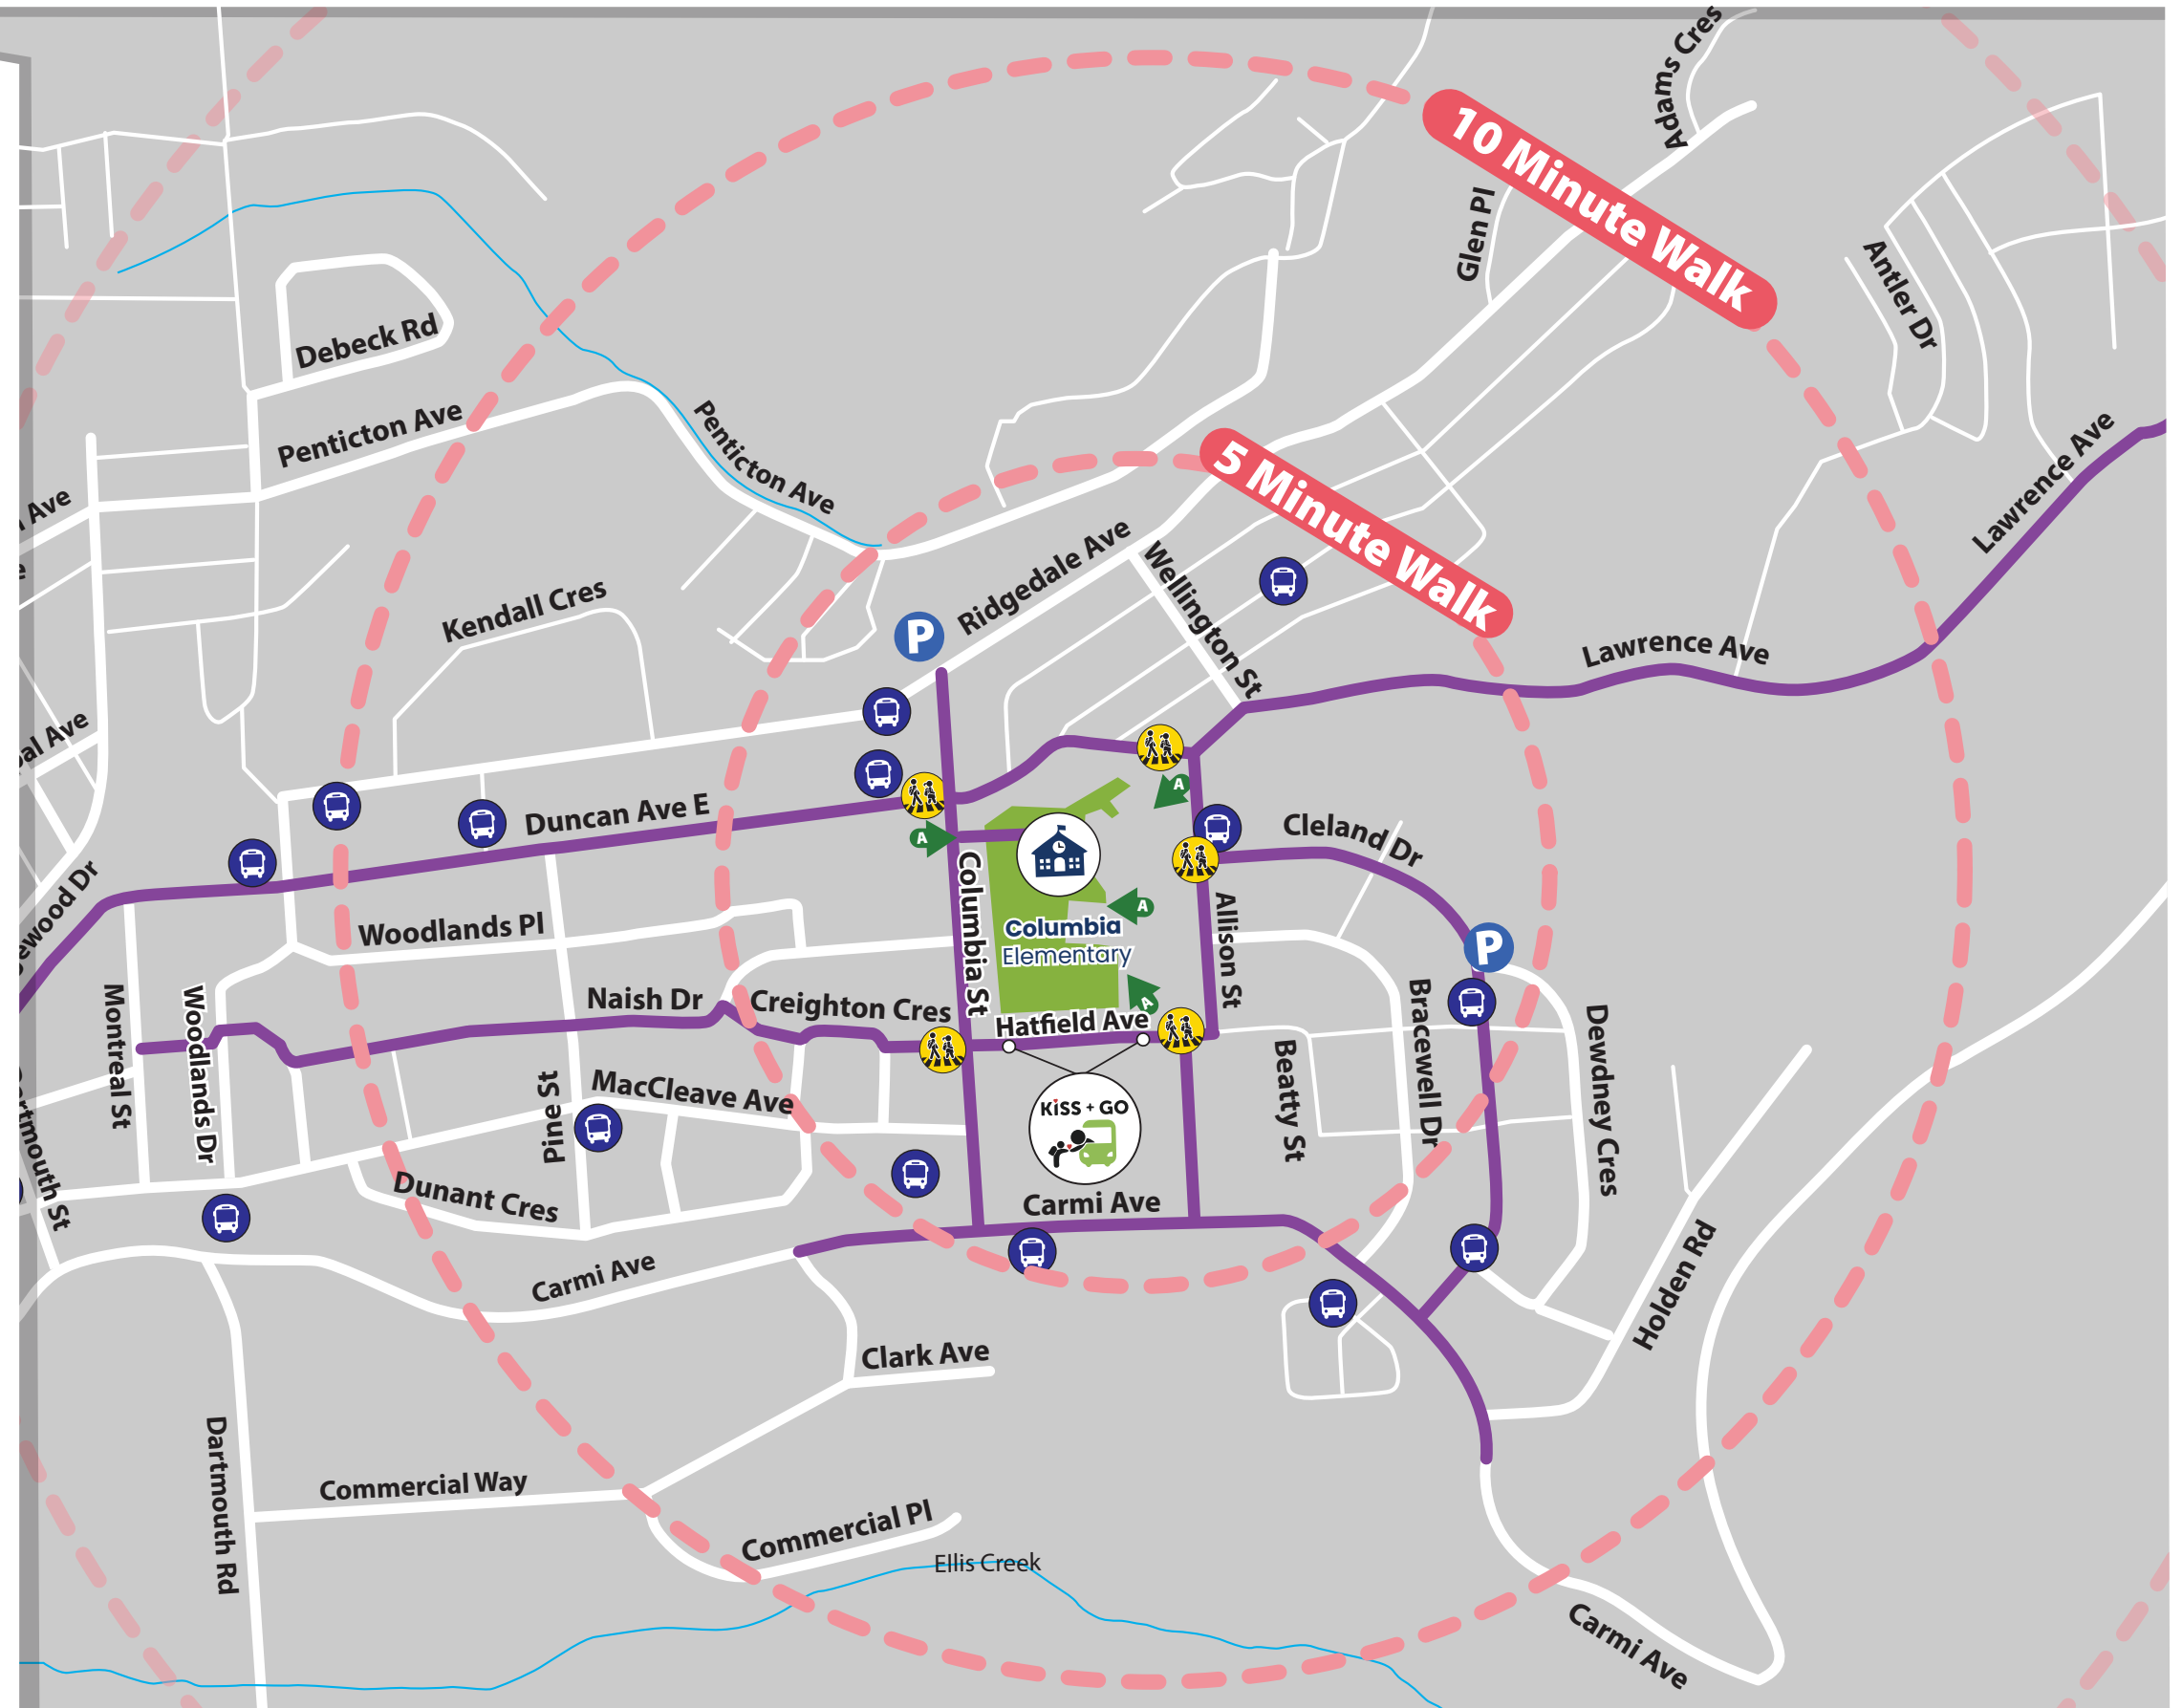 Adams Cres
10 Minute Walk
Glen Pl
Antler Dr
Debeck Rd
Penticton Ave
Penticton Ave
Ave
5 Minute Walk
Lawrence Ave
Ridgedale Ave
Wellington St
Kendall Cres
P
Lawrence Ave
Ave
Duncan Ave E
A
A
Cleland Dr
Columbia St
Allison St
A
Columbia
Elementary
Woodlands Pl
P
Montreal St
Woodlands Dr
Naish Dr
Creighton Cres
A
Hatfield Ave
Bracewell Dr
Dewdney Cres
Beatty St
Pines St
MacCleave Ave
KiSS + GO
Dunant Cres
Carmi Ave
Carmi Ave
Holden Rd
Clark Ave
Dartmouth Rd
Commercial Way
Commercial Pl
Ellis Creek
Carmi Ave